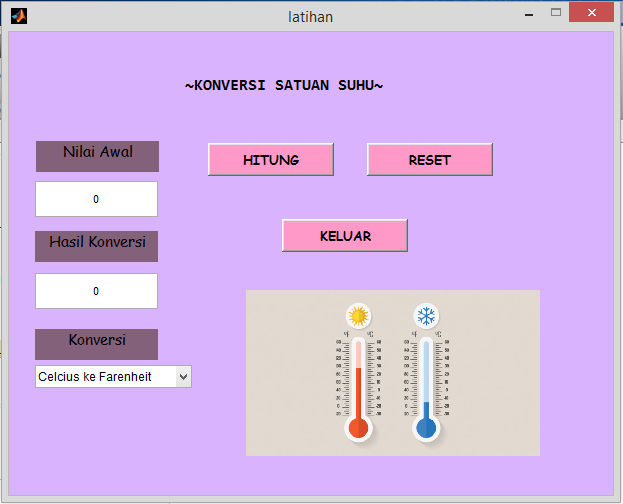 latihan
~KONVERSI SATUAN SUHU~
Nilai Awal
0
Hasil Konversi
0
Konversi
Celcius ke Farenheit
HITUNG
RESET
KELUAR
°F °C °F °C